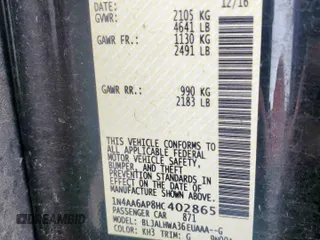 DATE: 12/16
GVWR: 2105 KG
4641 LB
GAWR FR: 1130 KG
2491 LB
GAWR RR: 990 KG
2183 LB
THIS VEHICLE CONFORMS TO
ALL APPLICABLE U.S. FEDERAL
MOTOR VEHICLE SAFETY, BUMPER,
AND THEFT PREVENTION
STANDARDS IN EFFECT ON THE
DATE OF MANUFACTURE SHOWN
ABOVE.
1N4AA6AP8HC402865
PASSENGER CAR 871
MODEL: BLJALHWA36EUAAA--G
COLOR: KH3 TRIM: G